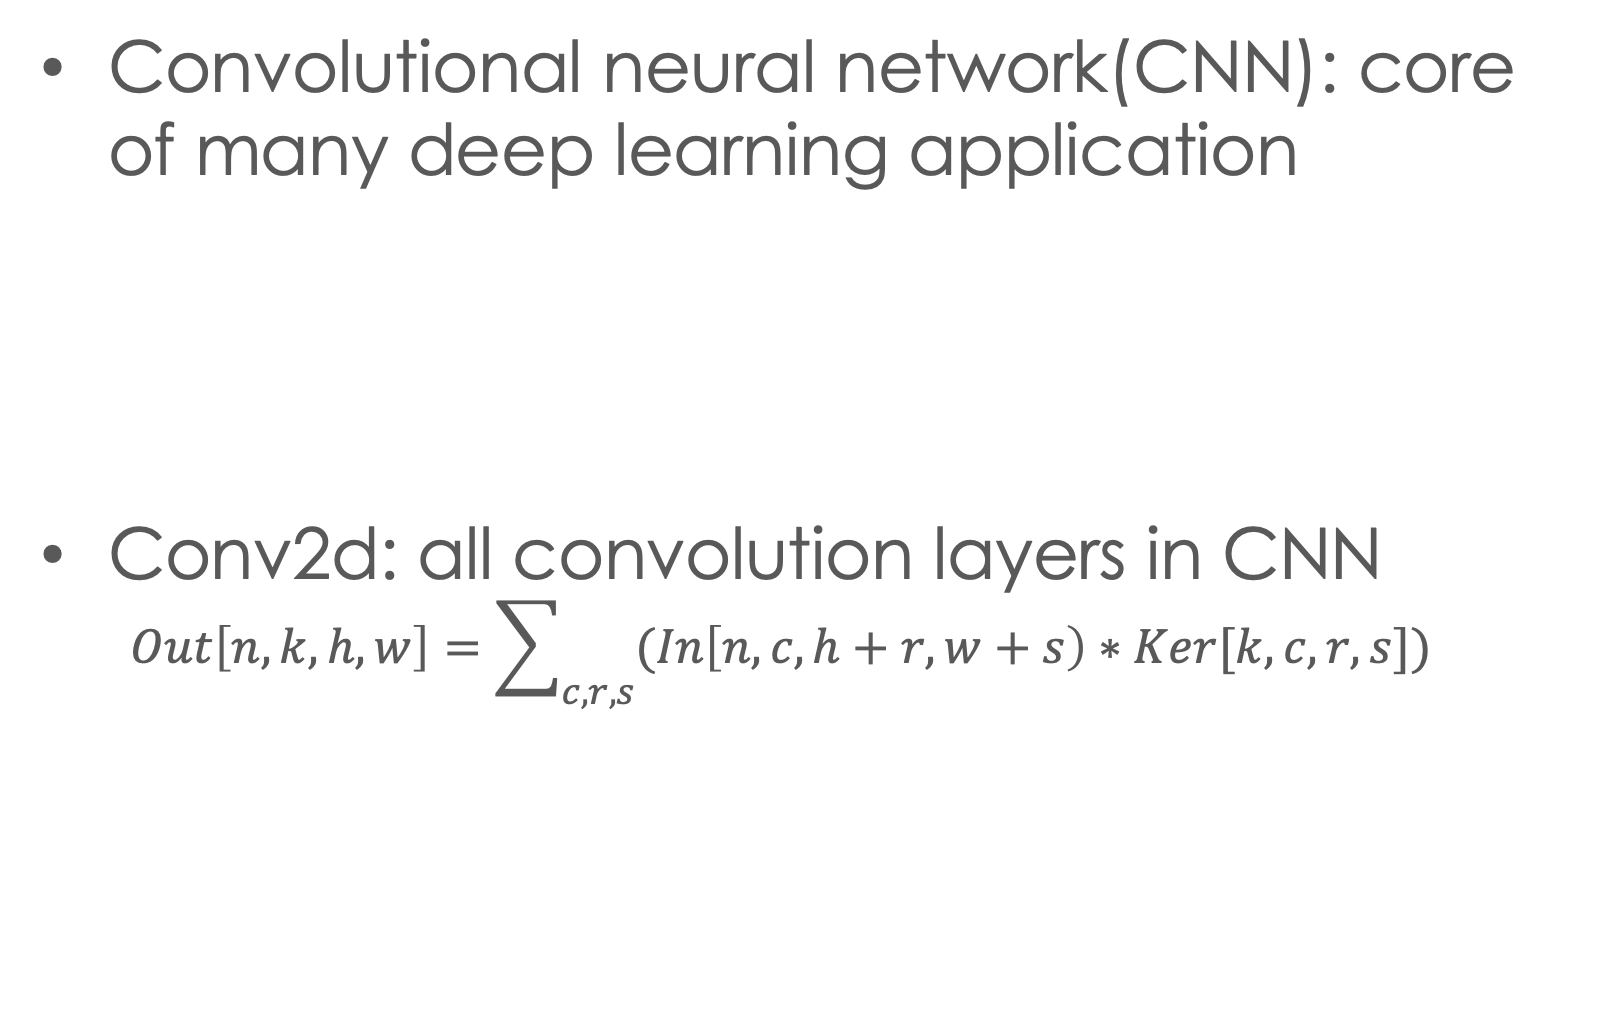 • Convolutional neural network(CNN): core
of many deep learning application
• Conv2d: all convolution layers in CNN
Out[n, k, h, w] = ∑c,r,s (In[n, c, h + r, w + s) ∗ Ker[k, c, r, s])